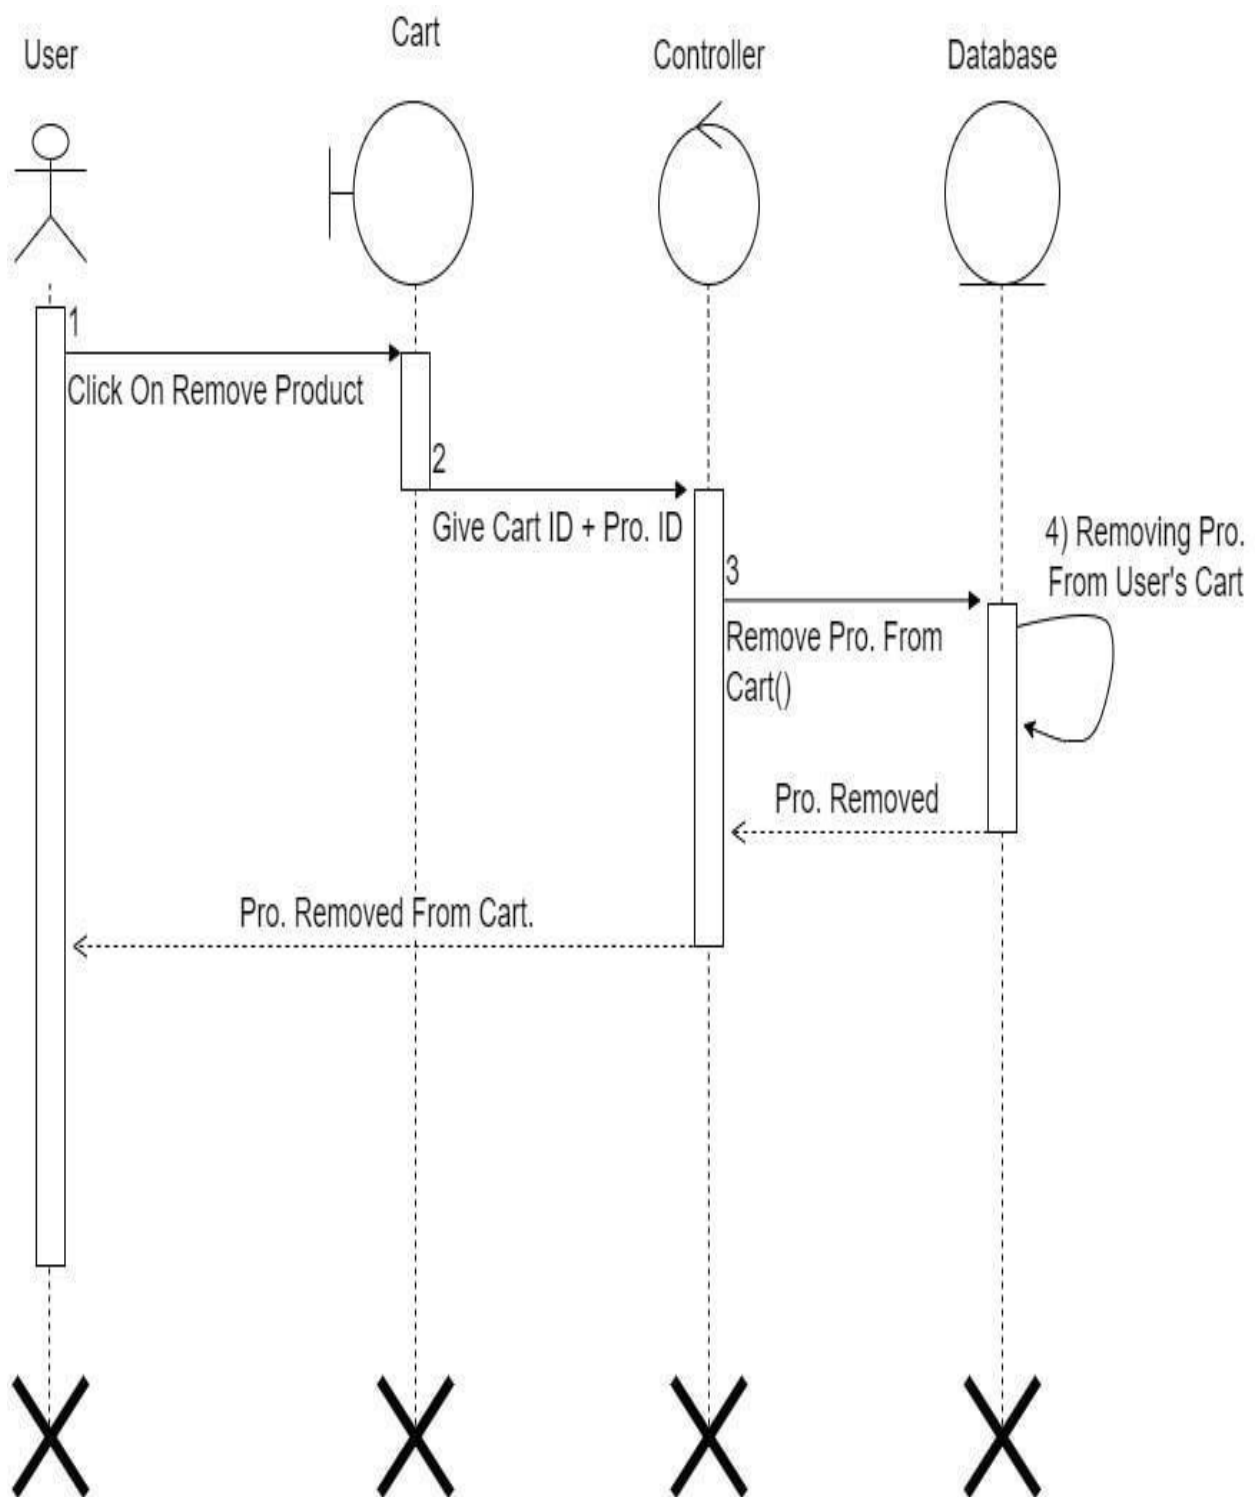 User
Cart
Controller
Database
1
Click On Remove Product
2
Give Cart ID + Pro. ID
3
Remove Pro. From
Cart()
4) Removing Pro.
From User's Cart
Pro. Removed
Pro. Removed From Cart.